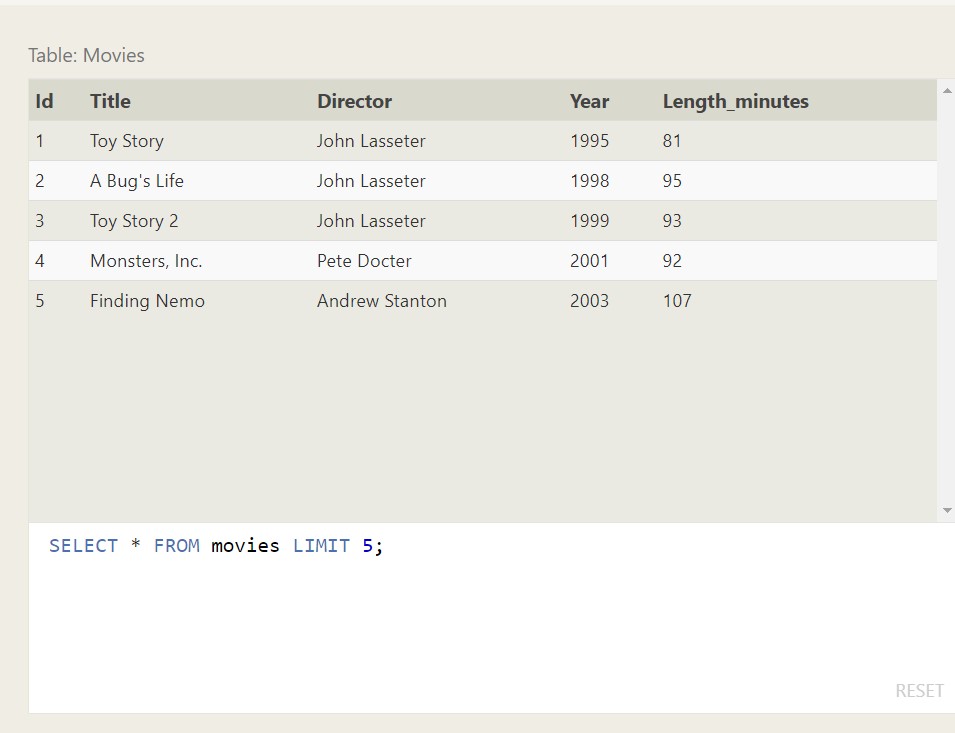 Table: Movies
Id Title Director Year Length_minutes
1 Toy Story John Lasseter 1995 81
2 A Bug's Life John Lasseter 1998 95
3 Toy Story 2 John Lasseter 1999 93
4 Monsters, Inc. Pete Docter 2001 92
5 Finding Nemo Andrew Stanton 2003 107
SELECT * FROM movies LIMIT 5;
RESET